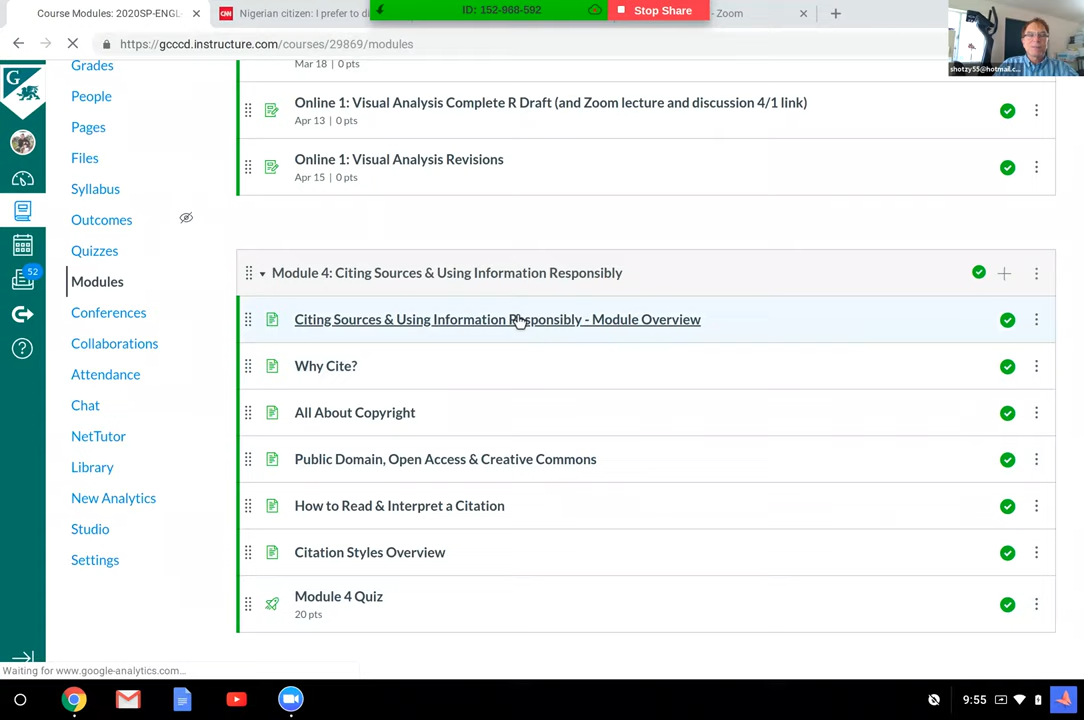 Course Modules: 2020SP-ENGL-
Nigerian citizen: I prefer to di
ID: 152-968-592
Stop Share
- Zoom
https://gcccd.instructure.com/courses/29869/modules
shotzy55@hotmail.c...
G
Grades
People
Pages
Files
Syllabus
Outcomes
Quizzes
Modules
Conferences
Collaborations
Attendance
Chat
NetTutor
Library
New Analytics
Studio
Settings
52
Mar 18 | 0 pts
Online 1: Visual Analysis Complete R Draft (and Zoom lecture and discussion 4/1 link)
Apr 13 | 0 pts
Online 1: Visual Analysis Revisions
Apr 15 | 0 pts
Module 4: Citing Sources & Using Information Responsibly
Citing Sources & Using Information Responsibly - Module Overview
Why Cite?
All About Copyright
Public Domain, Open Access & Creative Commons
How to Read & Interpret a Citation
Citation Styles Overview
Module 4 Quiz
20 pts
Waiting for www.google-analytics.com...
9:55